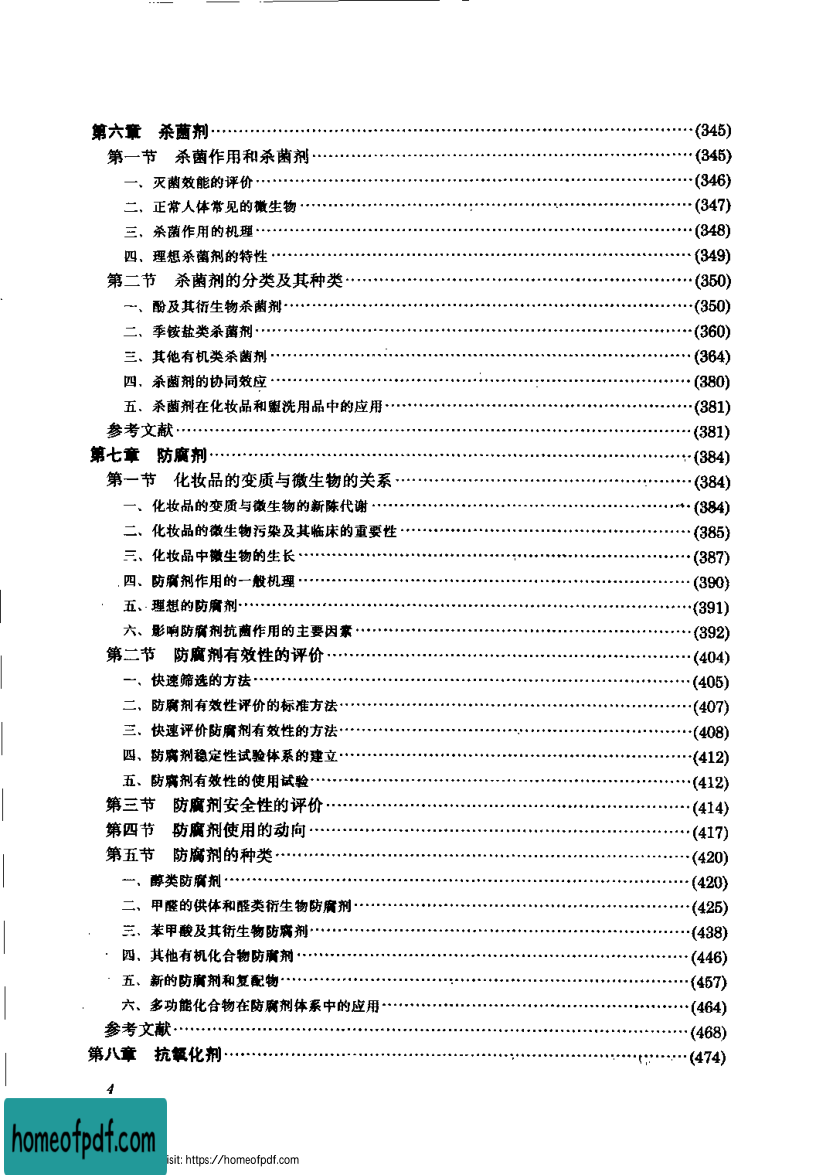 第六章 杀菌剂……(345)
第一节 杀菌作用和杀菌剂……(345)
一、灭菌效能的评价……(346)
二、正常人体常见的微生物……(347)
三、杀菌作用的机理……(348)
四、理想杀菌剂的特性……(349)
第二节 杀菌剂的分类及其种类……(350)
一、酚及其衍生物杀菌剂……(350)
二、季铵盐类杀菌剂……(360)
三、其他有机类杀菌剂……(364)
四、杀菌剂的协同效应……(380)
五、杀菌剂在化妆品和盥洗用品中的应用……(381)
参考文献……(381)
第七章 防腐剂……(384)
第一节 化妆品的变质与微生物的关系……(384)
一、化妆品的变质与微生物的新陈代谢……(384)
二、化妆品的微生物污染及其临床的重要性……(385)
三、化妆品中微生物的生长……(387)
四、防腐剂作用的一般机理……(390)
五、理想的防腐剂……(391)
六、影响防腐剂抗菌作用的主要因素……(392)
第二节 防腐剂有效性的评价……(404)
一、快速筛选的方法……(405)
二、防腐剂有效性评价的标准方法……(407)
三、快速评价防腐剂有效性的方法……(408)
四、防腐剂稳定性试验体系的建立……(412)
五、防腐剂有效性的使用试验……(412)
第三节 防腐剂安全性的评价……(414)
第四节 防腐剂使用的动向……(417)
第五节 防腐剂的种类……(420)
一、醇类防腐剂……(420)
二、甲醛的供体和醛类衍生物防腐剂……(425)
三、苯甲酸及其衍生物防腐剂……(438)
四、其他有机化合物防腐剂……(446)
五、新的防腐剂和复配物……(457)
六、多功能化合物在防腐剂体系中的应用……(464)
参考文献……(468)
第八章 抗氧化剂……(474)
4
homeofpdf.com
isit: https://homeofpdf.com